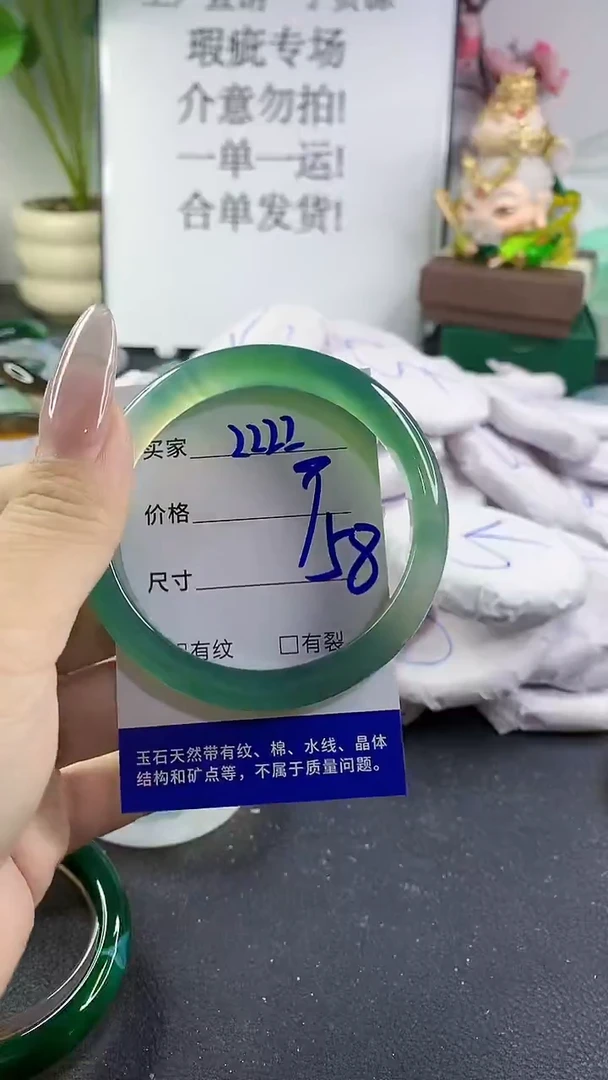 瑕疵专场
介意勿拍!
一单一运!
合单发货!
买家 2222
价格
尺寸 58
有纹 □有裂
玉石天然带有纹、棉、水线、晶体
结构和矿点等，不属于质量问题。